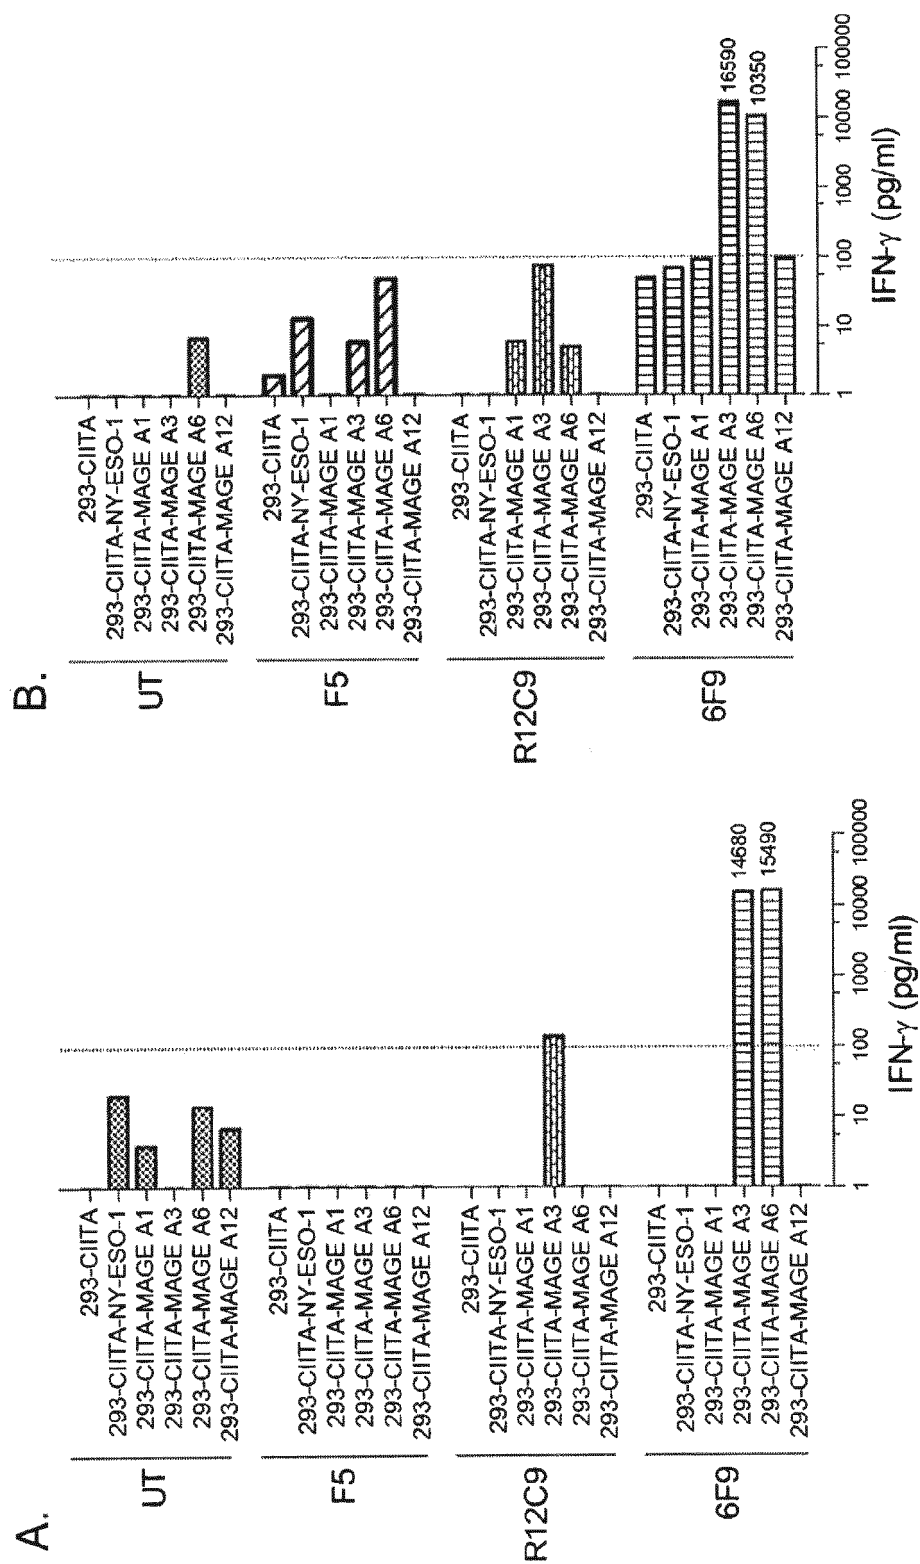 A.
UT
293-CIITA
293-CIITA-NY-ESO-1
293-CIITA-MAGE A1
293-CIITA-MAGE A3
293-CIITA-MAGE A6
293-CIITA-MAGE A12
F5
293-CIITA
293-CIITA-NY-ESO-1
293-CIITA-MAGE A1
293-CIITA-MAGE A3
293-CIITA-MAGE A6
293-CIITA-MAGE A12
R12C9
293-CIITA
293-CIITA-NY-ESO-1
293-CIITA-MAGE A1
293-CIITA-MAGE A3
293-CIITA-MAGE A6
293-CIITA-MAGE A12
6F9
293-CIITA
293-CIITA-NY-ESO-1
293-CIITA-MAGE A1
293-CIITA-MAGE A3
14680
293-CIITA-MAGE A6
15490
293-CIITA-MAGE A12
1 10 100 1000 10000 100000
IFN-γ (pg/ml)
B.
UT
293-CIITA
293-CIITA-NY-ESO-1
293-CIITA-MAGE A1
293-CIITA-MAGE A3
293-CIITA-MAGE A6
293-CIITA-MAGE A12
F5
293-CIITA
293-CIITA-NY-ESO-1
293-CIITA-MAGE A1
293-CIITA-MAGE A3
293-CIITA-MAGE A6
293-CIITA-MAGE A12
R12C9
293-CIITA
293-CIITA-NY-ESO-1
293-CIITA-MAGE A1
293-CIITA-MAGE A3
293-CIITA-MAGE A6
293-CIITA-MAGE A12
6F9
293-CIITA
293-CIITA-NY-ESO-1
293-CIITA-MAGE A1
293-CIITA-MAGE A3
16590
293-CIITA-MAGE A6
10350
293-CIITA-MAGE A12
1 10 100 1000 10000 100000
IFN-γ (pg/ml)